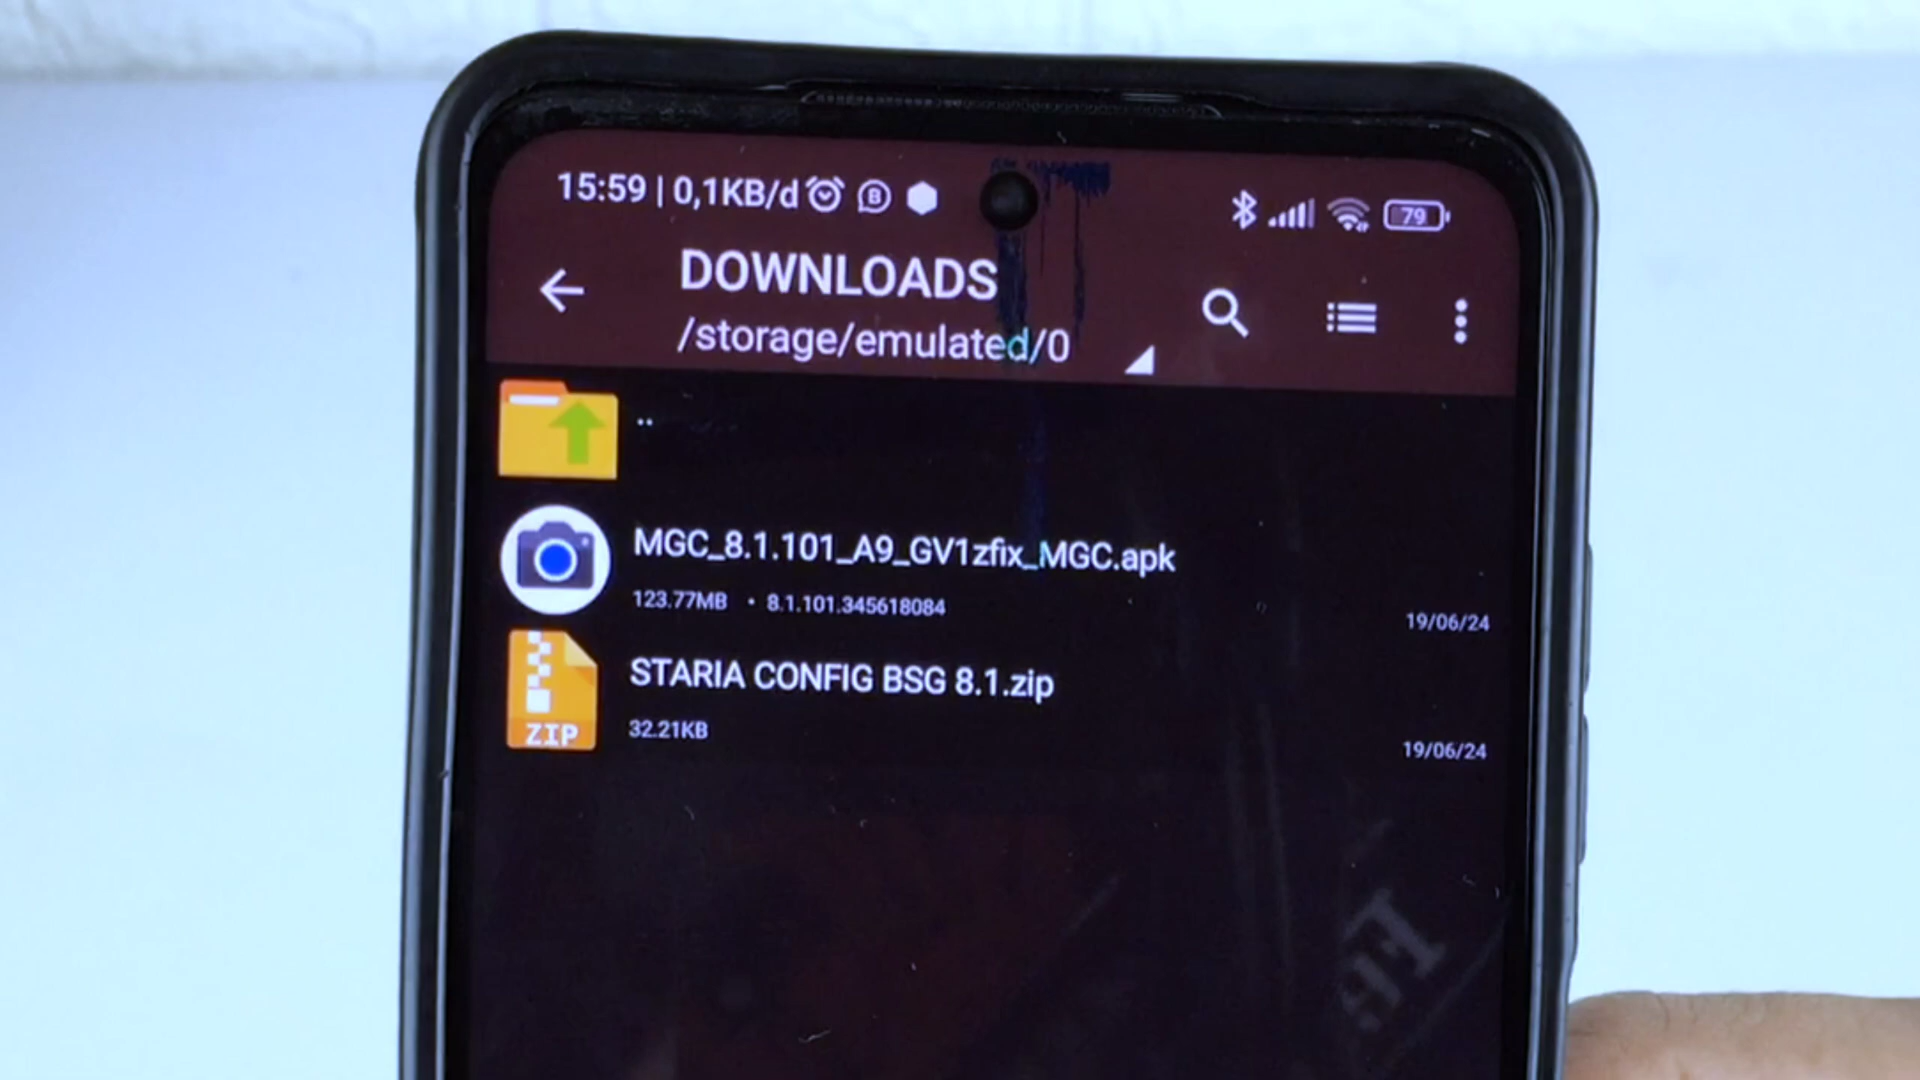 15:59 | 0,1KB/d
79
DOWNLOADS
/storage/emulated/0
..
MGC_8.1.101_A9_GV1zfix_MGC.apk
123.77MB • 8.1.101.345618084
19/06/24
STARIA CONFIG BSG 8.1.zip
ZIP
32.21KB
19/06/24